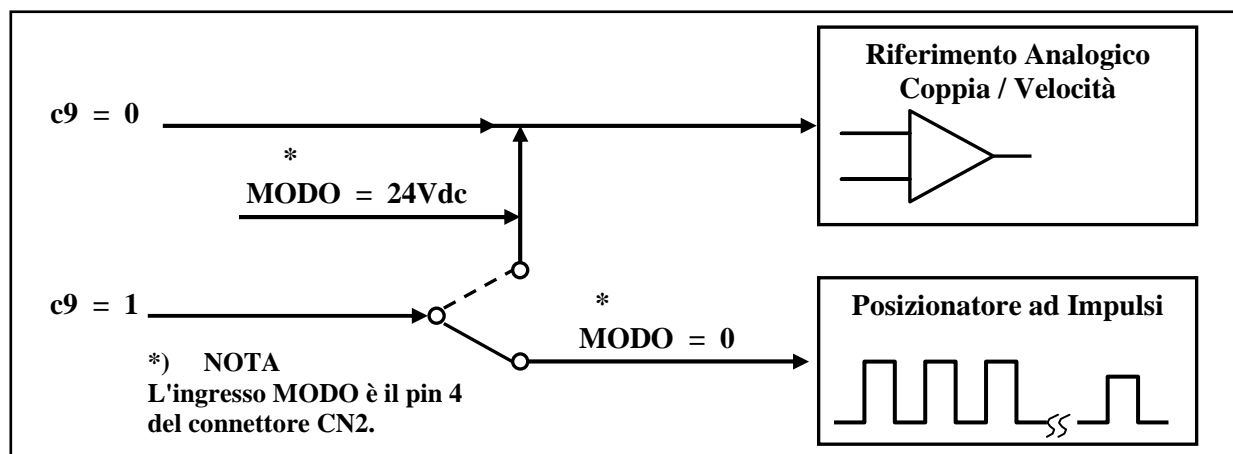 Riferimento Analogico
Coppia / Velocità
c9 = 0
*
MODO = 24Vdc
c9 = 1
*
MODO = 0
Posizionatore ad Impulsi
*) NOTA
L'ingresso MODO è il pin 4
del connettore CN2.